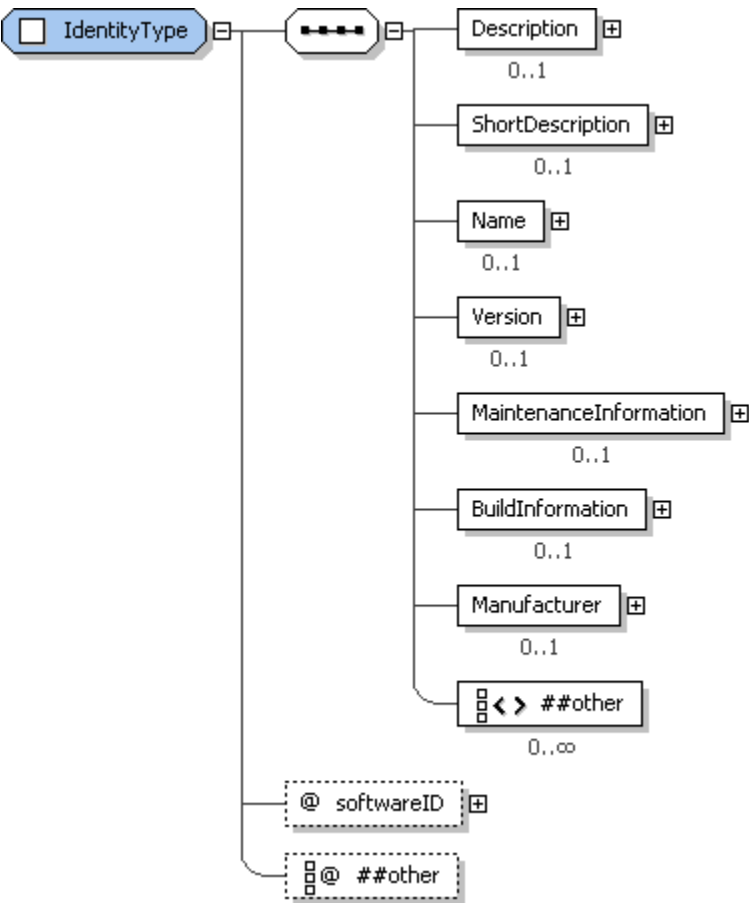 IdentityType
Description
0..1
ShortDescription
0..1
Name
0..1
Version
0..1
MaintenanceInformation
0..1
BuildInformation
0..1
Manufacturer
0..1
<> ##other
0..∞
@ softwareID
@ ##other